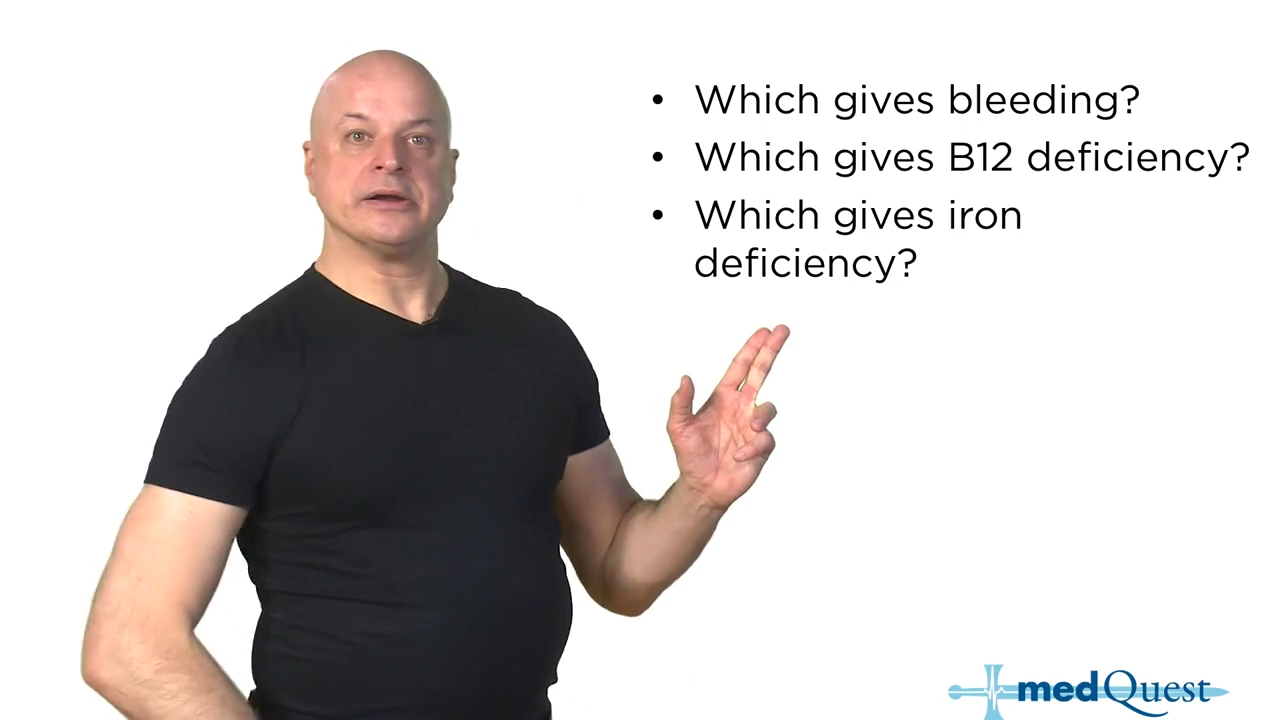 • Which gives bleeding?
• Which gives B12 deficiency?
• Which gives iron
deficiency?
medQuest